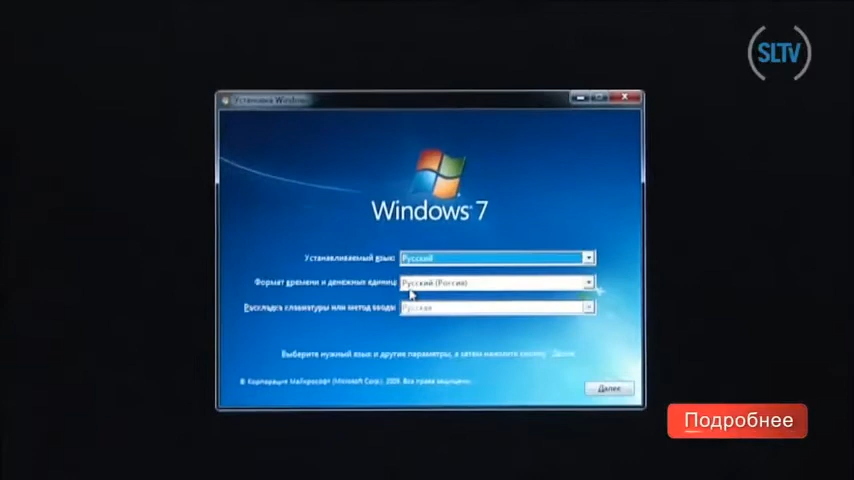 SLTV
Установка Windows
Windows 7
Устанавливаемый язык:
Русский
Формат времени и денежных единиц:
Русский (Россия)
Раскладка клавиатуры или метод ввода:
Русская
Выберите нужный язык и другие параметры, а затем нажмите кнопку "Далее".
© Корпорация Майкрософт (Microsoft Corp.), 2009. Все права защищены.
Далее
Подробнее